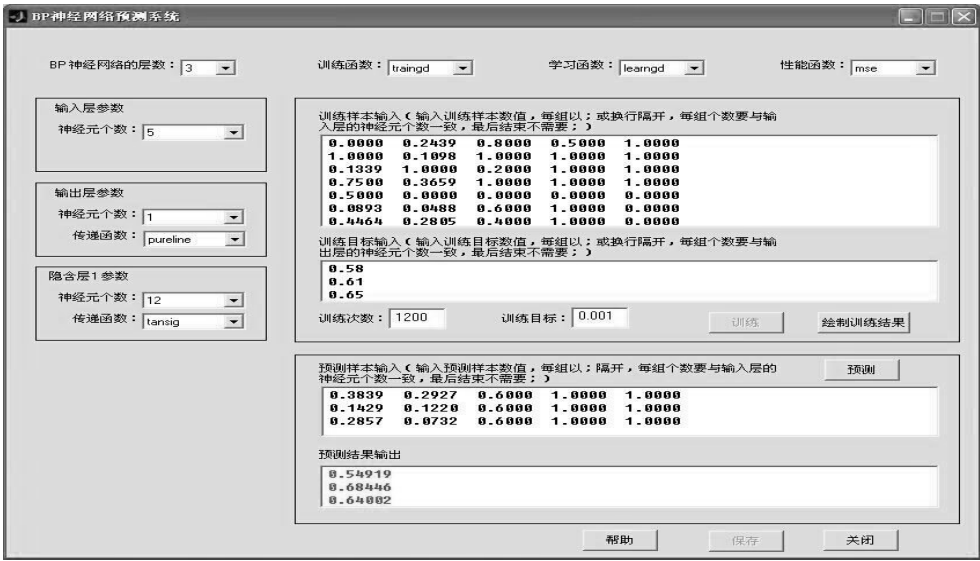 BP神经网络预测系统
BP神经网络的层数：3 训练函数：traingd 学习函数：learngd 性能函数：mse
输入层参数
神经元个数：5
输出层参数
神经元个数：1
传递函数：pureline
隐含层1参数
神经元个数：12
传递函数：tansig
训练样本输入（输入训练样本数值，每组以；或换行隔开，每组个数要与输
入层的神经元个数一致，最后结束不需要；）
0.0000 0.2439 0.8000 0.5000 1.0000
1.0000 0.1098 1.0000 1.0000 1.0000
0.1339 1.0000 0.2000 1.0000 1.0000
0.7500 0.3659 1.0000 1.0000 1.0000
0.5000 0.0000 0.0000 0.0000 0.0000
0.0893 0.0488 0.6000 1.0000 0.0000
0.4464 0.2805 0.4000 1.0000 0.0000
训练目标输入（输入训练目标数值，每组以；或换行隔开，每组个数要与输
出层的神经元个数一致，最后结束不需要；）
0.58
0.61
0.65
训练次数：1200 训练目标：0.001 训练 绘制训练结果
预测样本输入（输入预测样本数值，每组以；隔开，每组个数要与输入层的
神经元个数一致，最后结束不需要；）
预测
0.3839 0.2927 0.6000 1.0000 1.0000
0.1429 0.1220 0.6000 1.0000 1.0000
0.2857 0.0732 0.6000 1.0000 1.0000
预测结果输出
0.54919
0.68446
0.64002
帮助 保存 关闭